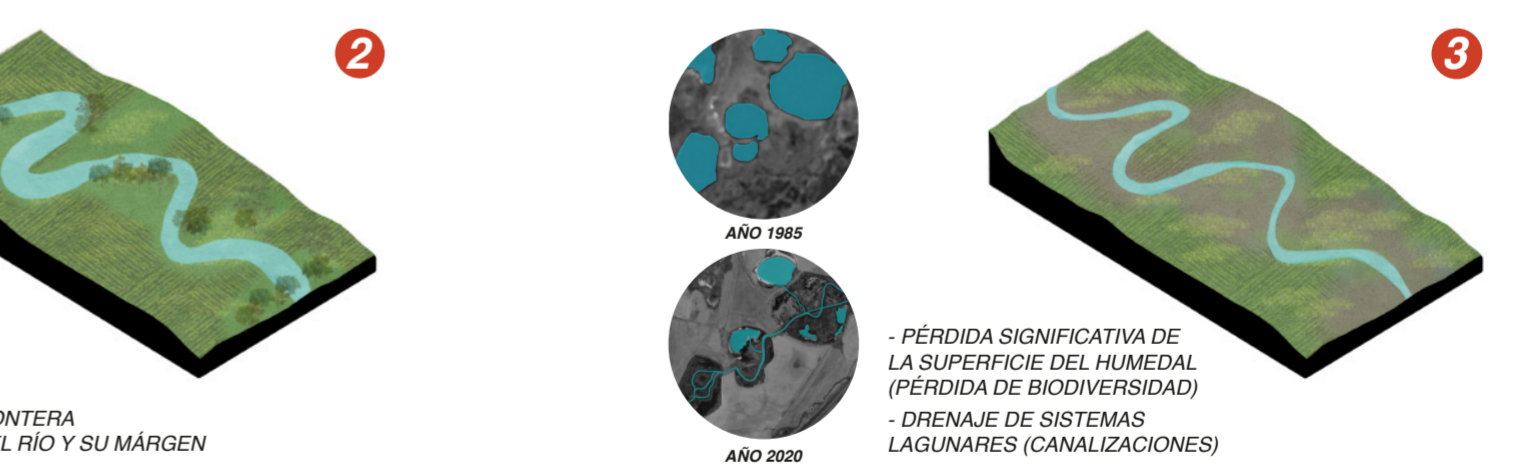 2
ONTERA
EL RÍO Y SU MÁRGEN
AÑO 1985
AÑO 2020
3
- PÉRDIDA SIGNIFICATIVA DE
LA SUPERFICIE DEL HUMEDAL
(PÉRDIDA DE BIODIVERSIDAD)
- DRENAJE DE SISTEMAS
LAGUNARES (CANALIZACIONES)